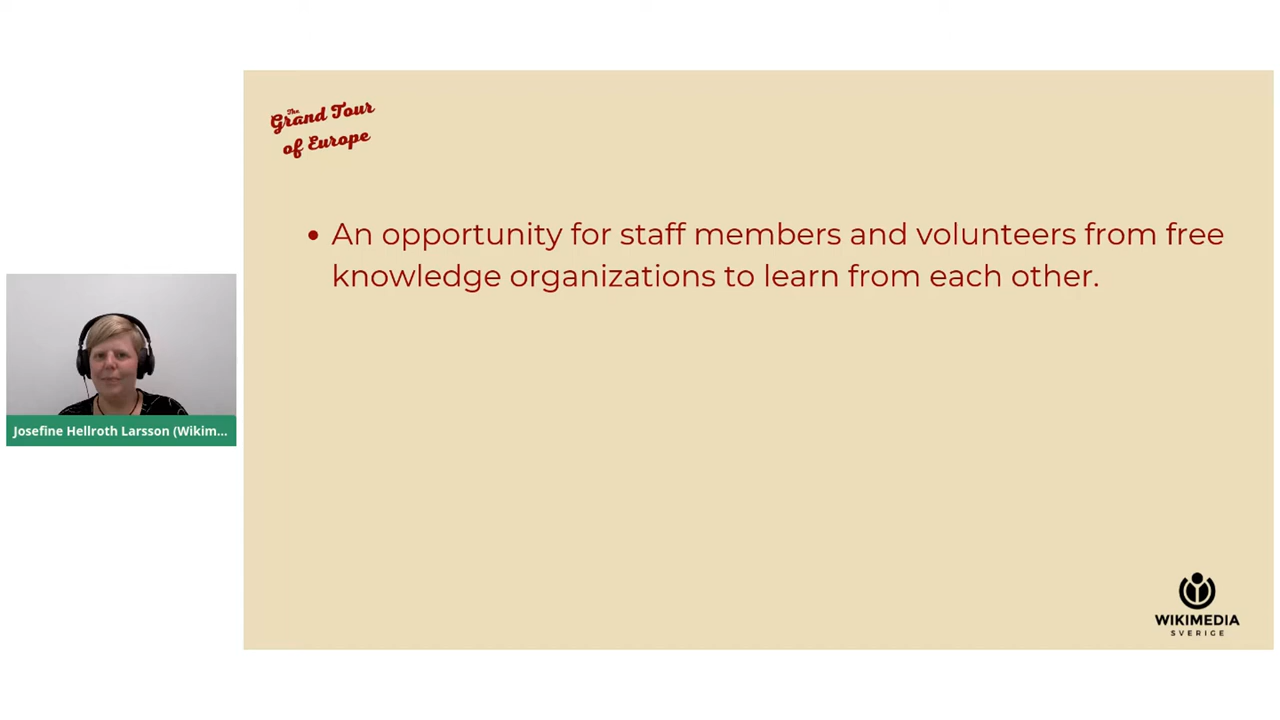 The
Grand Tour
of Europe
• An opportunity for staff members and volunteers from free
knowledge organizations to learn from each other.
Josefine Hellroth Larsson (Wikim...
WIKIMEDIA
SVERIGE